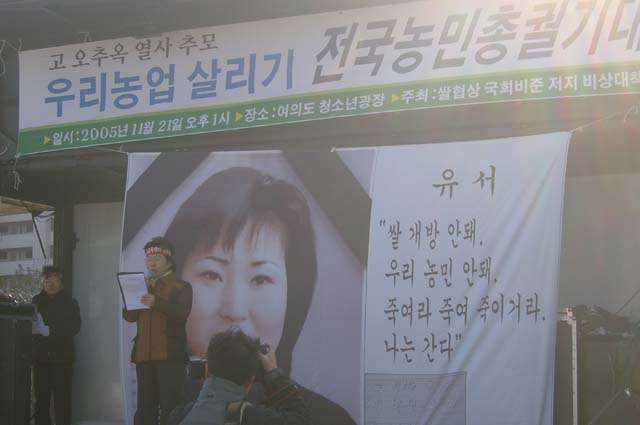 고 오추옥 열사 추모
우리농업 살리기 전국농민총궐기대
▶일시:2005년 11월 21일 오후 1시 ▶장소:여의도 청소년광장 ▶주최:쌀협상 국회비준 저지 비상대책
유서
"쌀 개방 안돼.
우리 농민 안돼.
죽여라 죽여 죽이거라.
나는 간다"